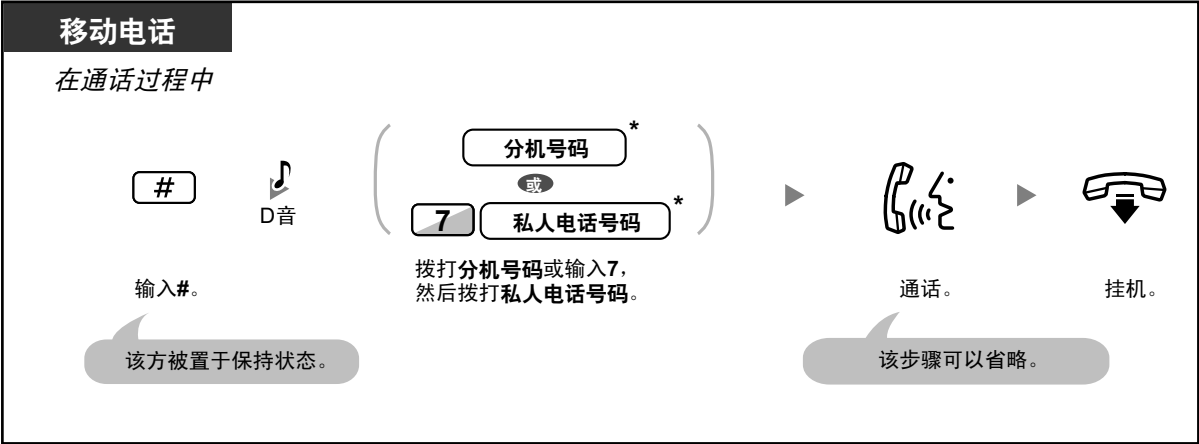 移动电话
在通话过程中
分机号码*
或
# D音 7 私人电话号码*
拨打分机号码或输入7，
输入#。 然后拨打私人电话号码。 通话。 挂机。
该方被置于保持状态。 该步骤可以省略。